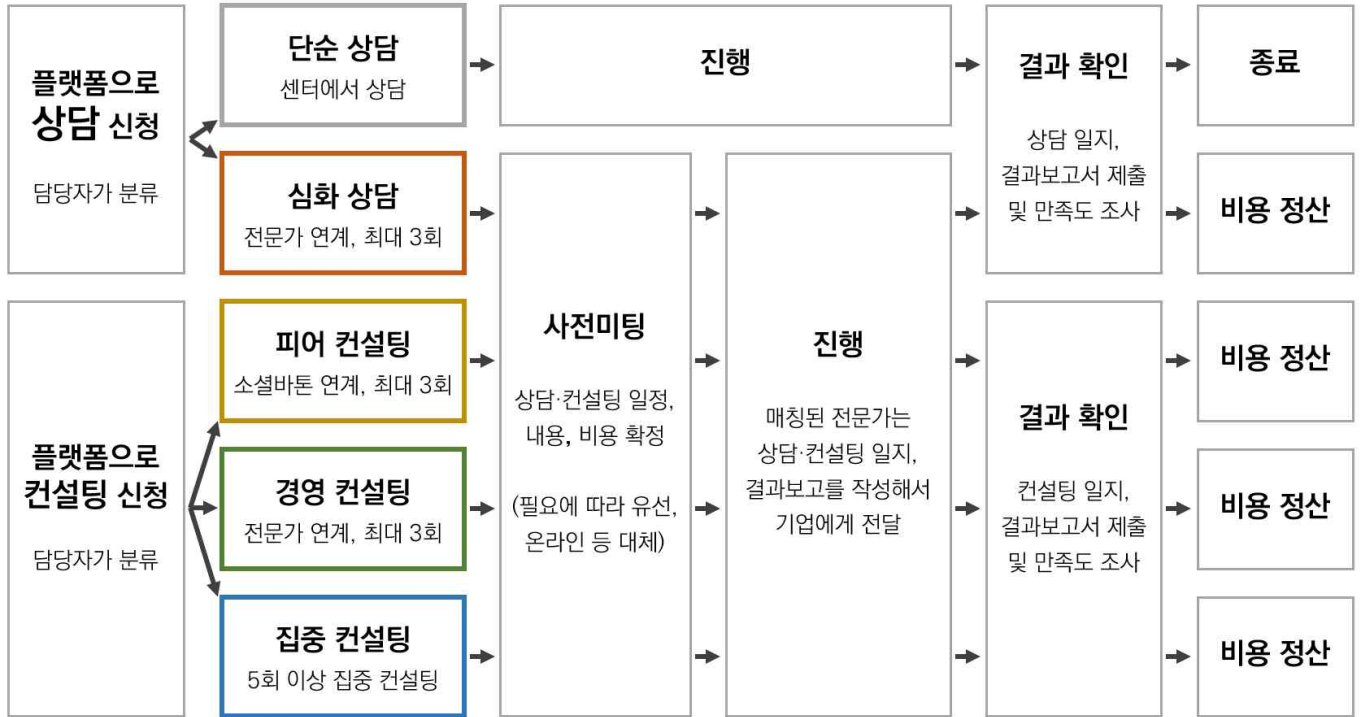 플랫폼으로
상담 신청
담당자가 분류
단순 상담
센터에서 상담
진행
결과 확인
상담 일지,
결과보고서 제출
및 만족도 조사
종료
심화 상담
전문가 연계, 최대 3회
비용 정산
플랫폼으로
컨설팅 신청
담당자가 분류
피어 컨설팅
소셜바톤 연계, 최대 3회
경영 컨설팅
전문가 연계, 최대 3회
집중 컨설팅
5회 이상 집중 컨설팅
사전미팅
상담·컨설팅 일정,
내용, 비용 확정
(필요에 따라 유선,
온라인 등 대체)
진행
매칭된 전문가는
상담·컨설팅 일지,
결과보고를 작성해서
기업에게 전달
결과 확인
컨설팅 일지,
결과보고서 제출
및 만족도 조사
비용 정산
비용 정산
비용 정산